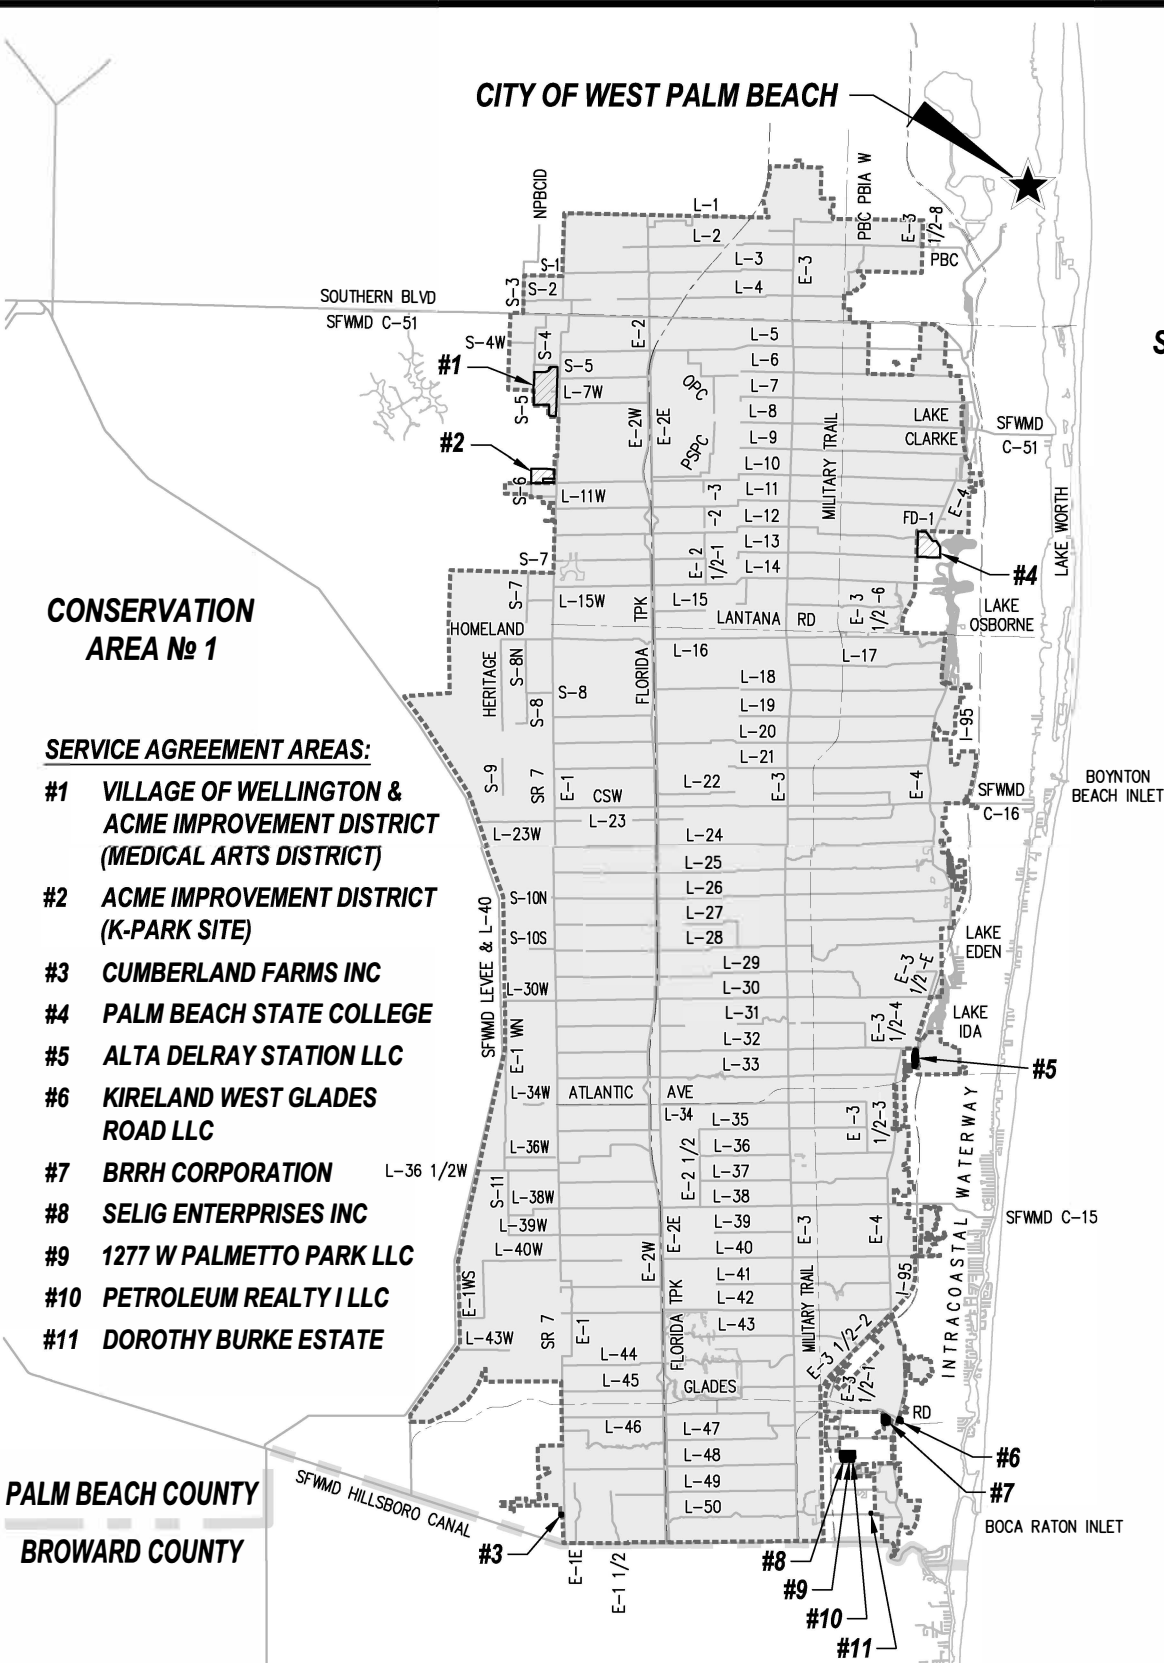 CITY OF WEST PALM BEACH
NPBCID
L-1
PBC PBIA W
E-3
1/2-8
L-2
PBC
S-1
L-3
E-3
S-3
S-2
L-4
SOUTHERN BLVD
SFWMD C-51
E-2
S-4W
S-4
L-5
S
#1
S-5
L-6
L-7W
OPC
L-7
S-5
L-8
LAKE
CLARKE
SFWMD
C-51
E-2W
E-2E
L-9
MILITARY TRAIL
#2
PSPC
L-10
S-6
L-11W
-3
L-11
E-4
LAKE WORTH
-2
L-12
FD-1
L-13
S-7
E-2
1/2-1
L-14
#4
S-7
L-15W
TPK
L-15
LANTANA RD
E-3
1/2-6
LAKE
OSBORNE
CONSERVATION
AREA № 1
HOMELAND
HERITAGE
S-8N
L-16
L-17
FLORIDA
L-18
S-8
S-8
L-19
I-95
L-20
L-21
SERVICE AGREEMENT AREAS:
#1 VILLAGE OF WELLINGTON &
ACME IMPROVEMENT DISTRICT
(MEDICAL ARTS DISTRICT)
#2 ACME IMPROVEMENT DISTRICT
(K-PARK SITE)
#3 CUMBERLAND FARMS INC
#4 PALM BEACH STATE COLLEGE
#5 ALTA DELRAY STATION LLC
#6 KIRELAND WEST GLADES
ROAD LLC
#7 BRRH CORPORATION
#8 SELIG ENTERPRISES INC
#9 1277 W PALMETTO PARK LLC
#10 PETROLEUM REALTY I LLC
#11 DOROTHY BURKE ESTATE
S-9
SR 7
E-1
L-22
E-3
E-4
CSW
SFWMD
C-16
BOYNTON
BEACH INLET
L-23W
L-23
L-24
L-25
S-10N
L-26
L-27
S-10S
L-28
LAKE
EDEN
SFWMD LEVEE & L-40
L-29
E-3
1/2-E
L-30W
L-30
L-31
E-3
1/2-4
LAKE
IDA
E-1 WN
L-32
L-33
#5
L-34W
ATLANTIC AVE
L-34
L-35
E-3
1/2-3
L-36W
L-36
L-36 1/2W
E-2 1/2
L-37
S-11
L-38W
L-38
INTRACOASTAL WATERWAY
L-39W
E-2E
L-39
E-3
E-4
SFWMD C-15
L-40W
E-2W
L-40
L-41
I-95
E-1WS
TPK
L-42
MILITARY TRAIL
L-43W
SR 7
E-1
FLORIDA
L-43
E-3 1/2-2
L-44
L-45
GLADES
E-3
1/2-1
RD
L-46
L-47
#6
L-48
#7
PALM BEACH COUNTY
SFWMD HILLSBORO CANAL
L-49
L-50
BOCA RATON INLET
BROWARD COUNTY
#3
E-1E
E-1 1/2
#8
#9
#10
#11